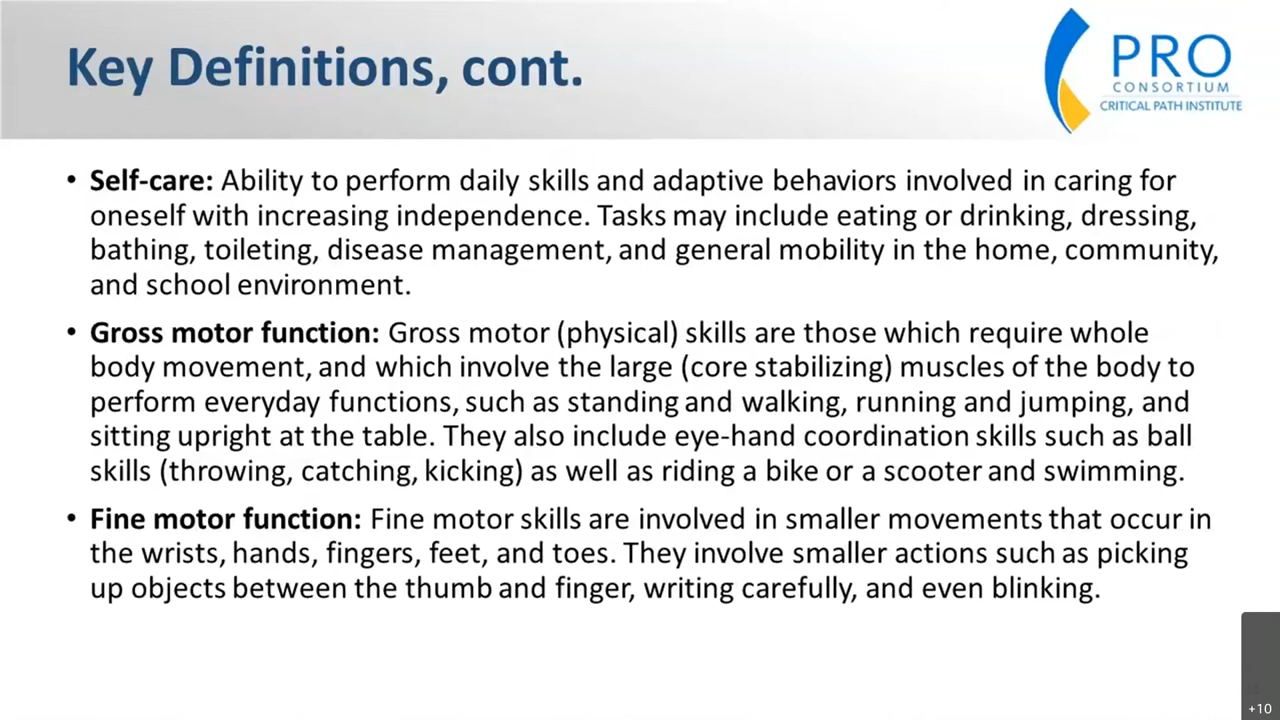 Key Definitions, cont.
PRO
CONSORTIUM
CRITICAL PATH INSTITUTE
• Self-care: Ability to perform daily skills and adaptive behaviors involved in caring for
oneself with increasing independence. Tasks may include eating or drinking, dressing,
bathing, toileting, disease management, and general mobility in the home, community,
and school environment.
• Gross motor function: Gross motor (physical) skills are those which require whole
body movement, and which involve the large (core stabilizing) muscles of the body to
perform everyday functions, such as standing and walking, running and jumping, and
sitting upright at the table. They also include eye-hand coordination skills such as ball
skills (throwing, catching, kicking) as well as riding a bike or a scooter and swimming.
• Fine motor function: Fine motor skills are involved in smaller movements that occur in
the wrists, hands, fingers, feet, and toes. They involve smaller actions such as picking
up objects between the thumb and finger, writing carefully, and even blinking.
+10